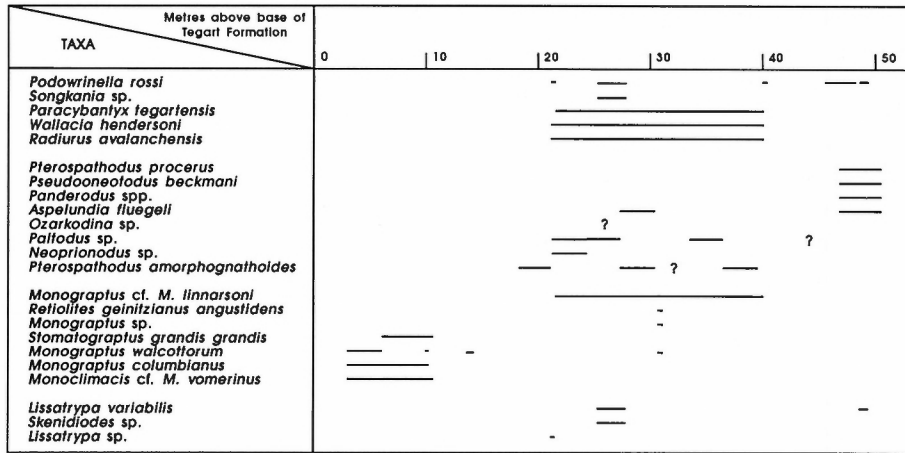 Metres above base of
Tegart Formation
TAXA
0 10 20 30 40 50
Podowrinella rossi
Songkania sp.
Paracybantyx tegartensis
Wallacia hendersoni
Radiurus avalanchensis
Pterospathodus procerus
Pseudooneotodus beckmani
Panderodus spp.
Aspelundia fluegeli
Ozarkodina sp. ?
Paltodus sp. ?
Neoprionodus sp.
Pterospathodus amorphognathoides ?
Monograptus cf. M. linnarsoni
Retiolites geinitzianus angustidens
Monograptus sp.
Stomatograptus grandis grandis
Monograptus walcottorum
Monograptus columbianus
Monoclimacis cf. M. vomerinus
Lissatrypa variabilis
Skenidiodes sp.
Lissatrypa sp.